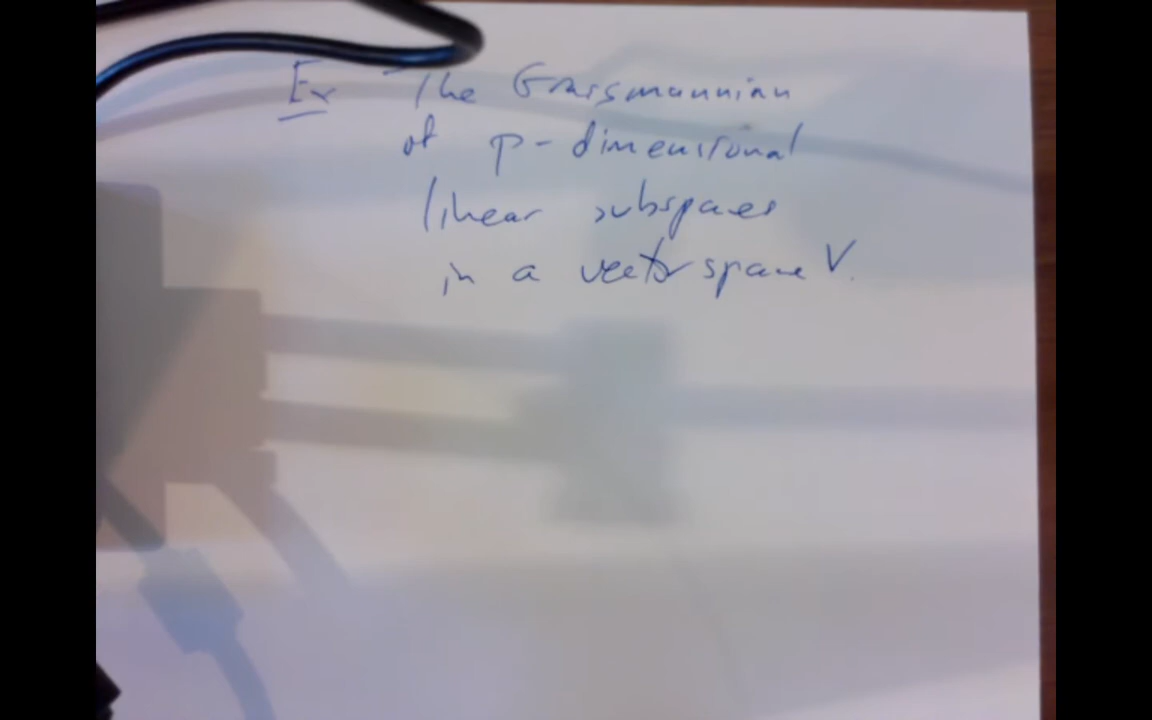 Ex The Grassmannian
of p-dimensional
linear subspaces
in a vector space V.